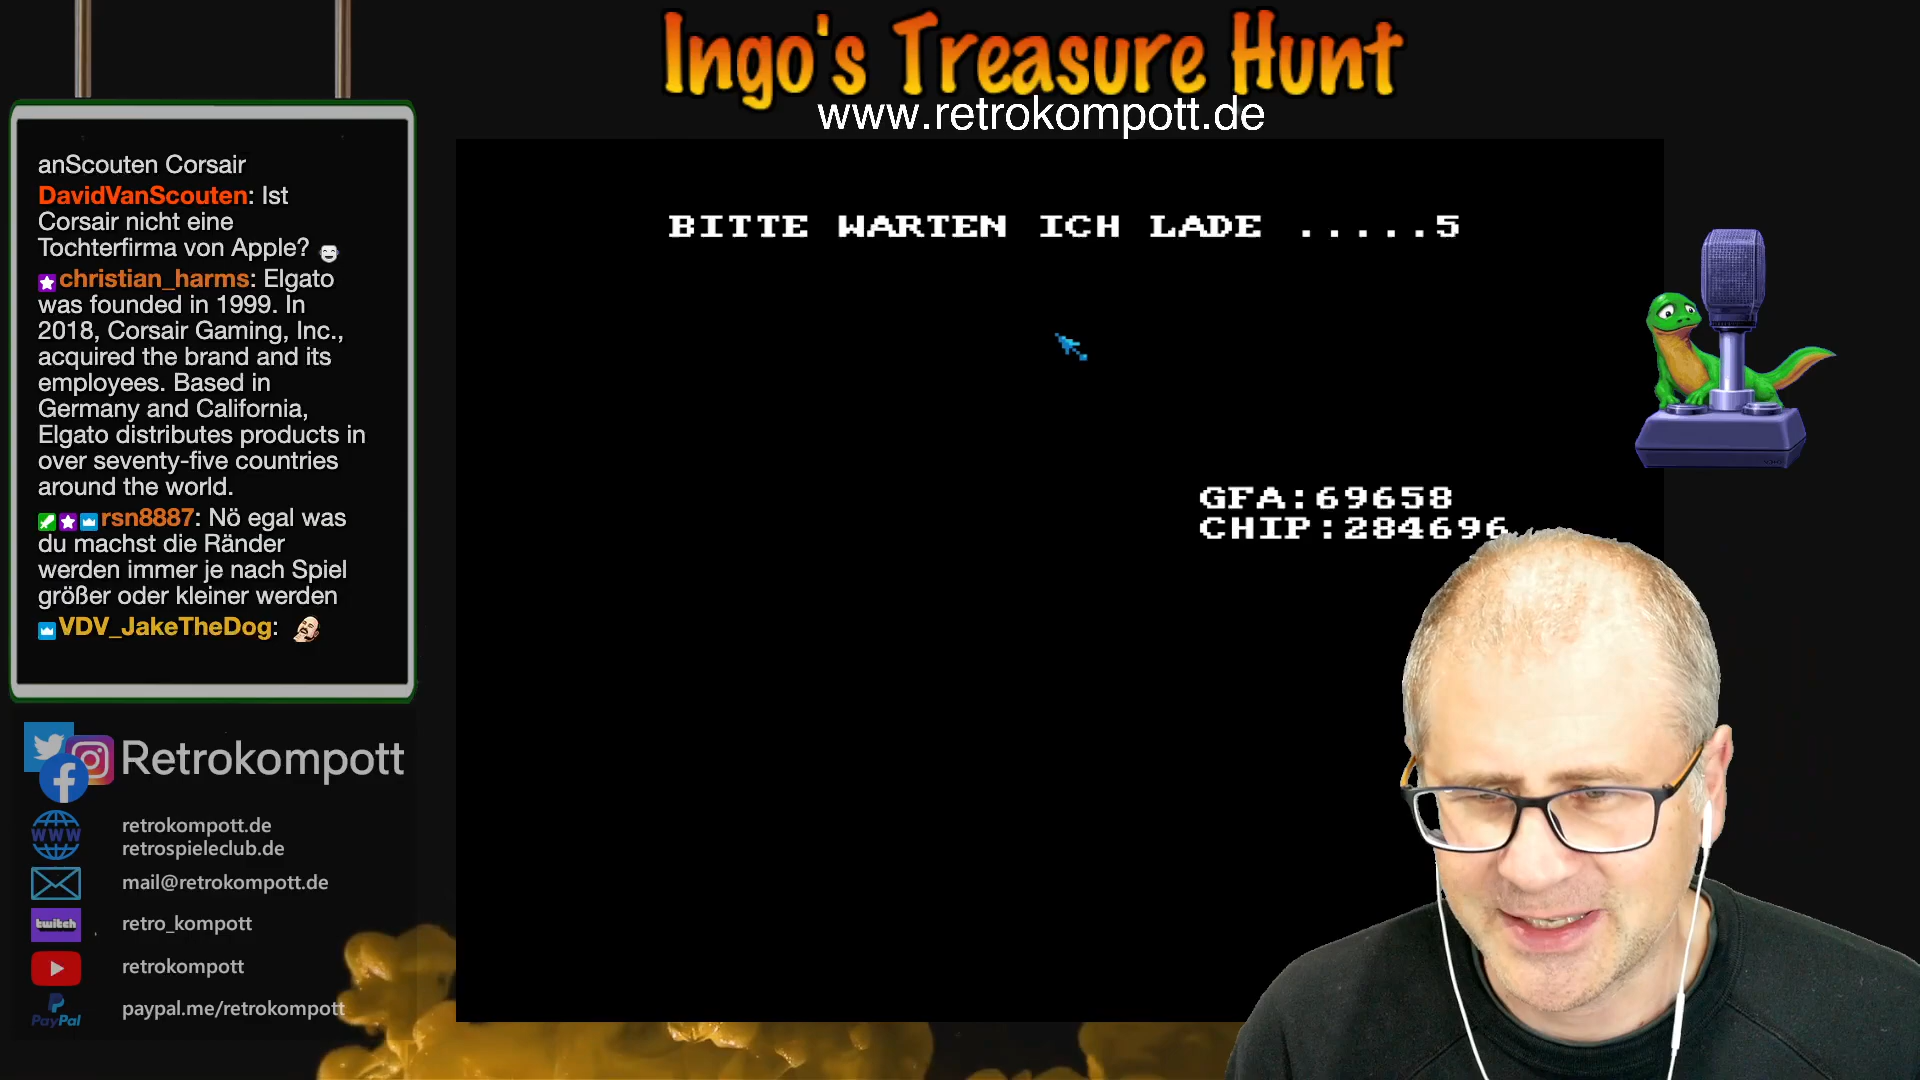 Ingo's Treasure Hunt
www.retrokompott.de
anScouten Corsair
DavidVanScouten: Ist
Corsair nicht eine
Tochterfirma von Apple?
christian_harms: Elgato
was founded in 1999. In
2018, Corsair Gaming, Inc.,
acquired the brand and its
employees. Based in
Germany and California,
Elgato distributes products in
over seventy-five countries
around the world.
rsn8887: Nö egal was
du machst die Ränder
werden immer je nach Spiel
größer oder kleiner werden
VDV_JakeTheDog:
BITTE WARTEN ICH LADE .....5
GFA:69658
CHIP:284696
Retrokompott
WWW
retrokompott.de
retrospieleclub.de
mail@retrokompott.de
twitch
retro_kompott
retrokompott
PayPal
paypal.me/retrokompott